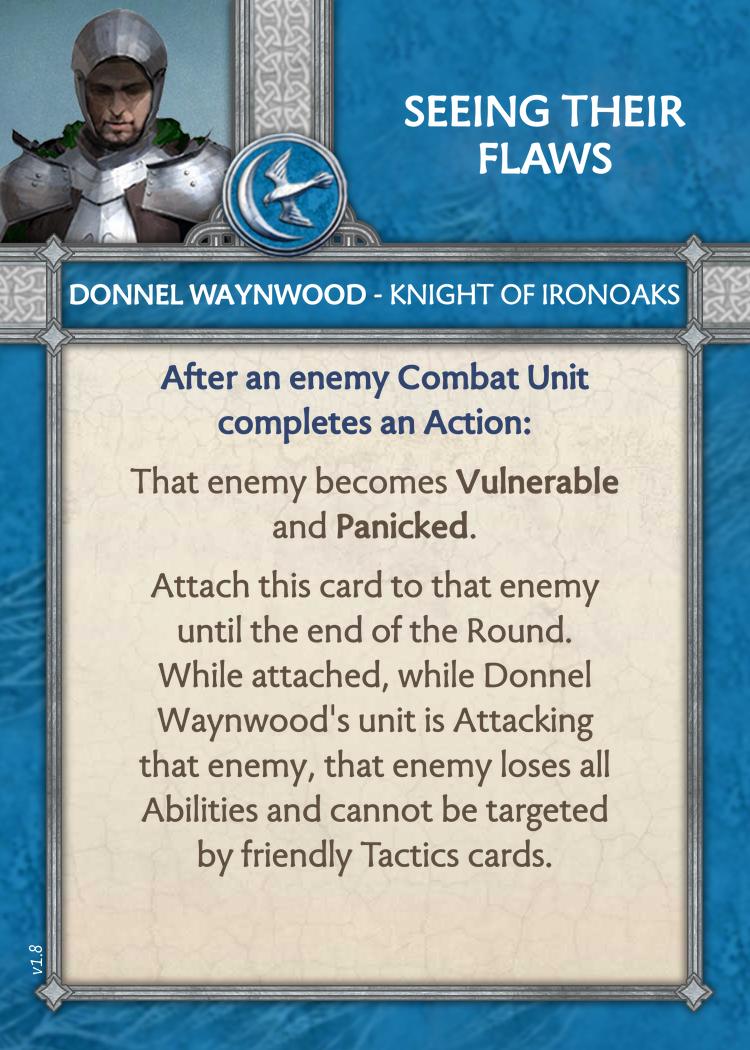 SEEING THEIR
FLAWS
DONNEL WAYNWOOD - KNIGHT OF IRONOAKS
After an enemy Combat Unit
completes an Action:
That enemy becomes Vulnerable
and Panicked.
Attach this card to that enemy
until the end of the Round.
While attached, while Donnel
Waynwood's unit is Attacking
that enemy, that enemy loses all
Abilities and cannot be targeted
by friendly Tactics cards.
v1.8